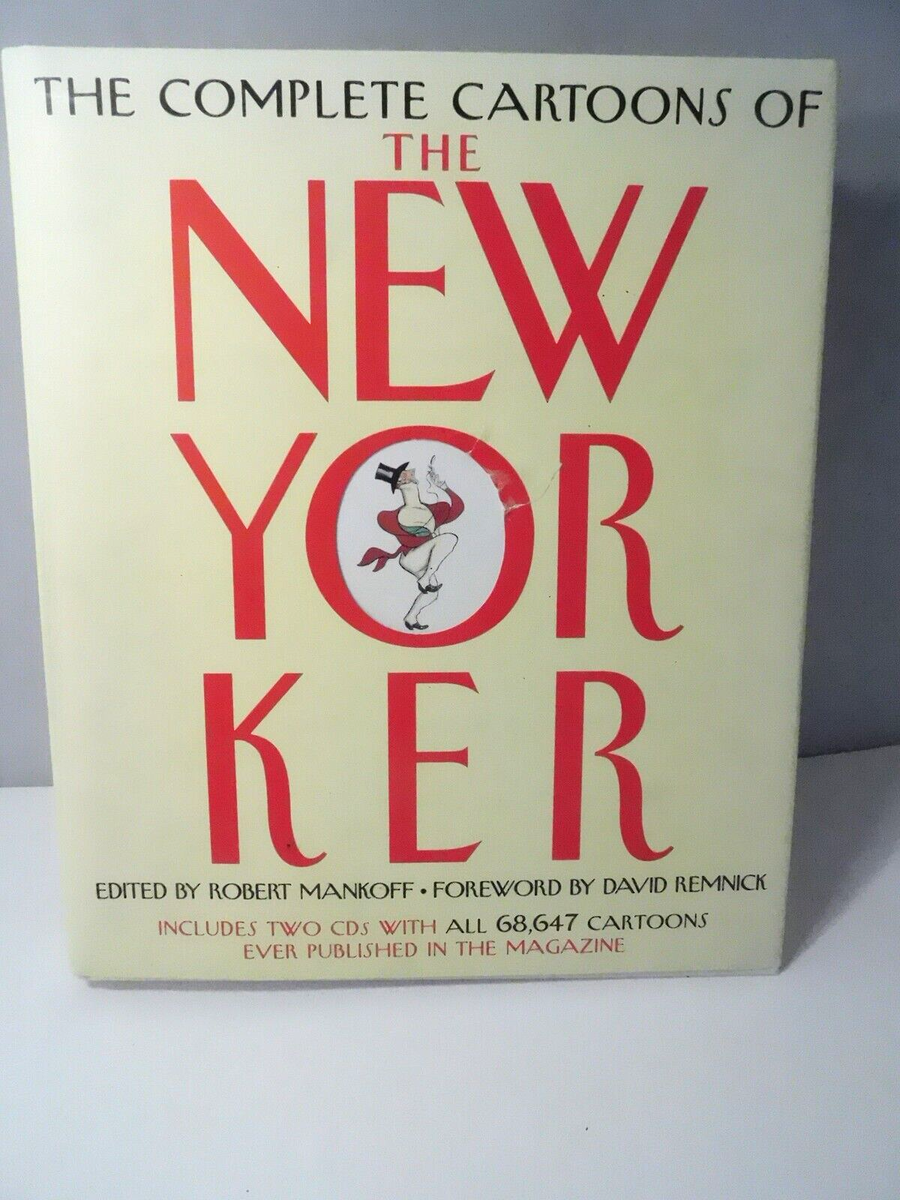 THE COMPLETE CARTOONS OF
THE
NEW
YOR
KER
EDITED BY ROBERT MANKOFF • FOREWORD BY DAVID REMNICK
INCLUDES TWO CDs WITH ALL 68,647 CARTOONS
EVER PUBLISHED IN THE MAGAZINE